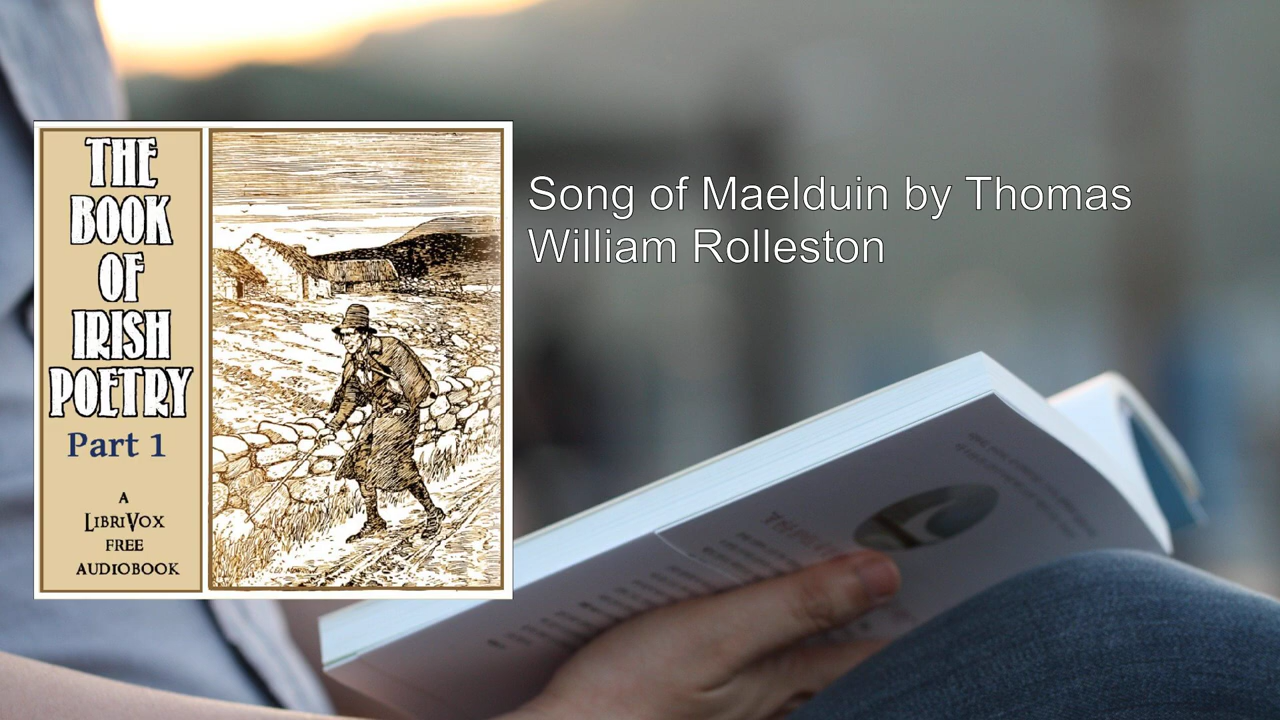 THE
BOOK
OF
IRISH
POETRY
Part 1
A
LIBRIVOX
FREE
AUDIOBOOK
Song of Maelduin by Thomas
William Rolleston